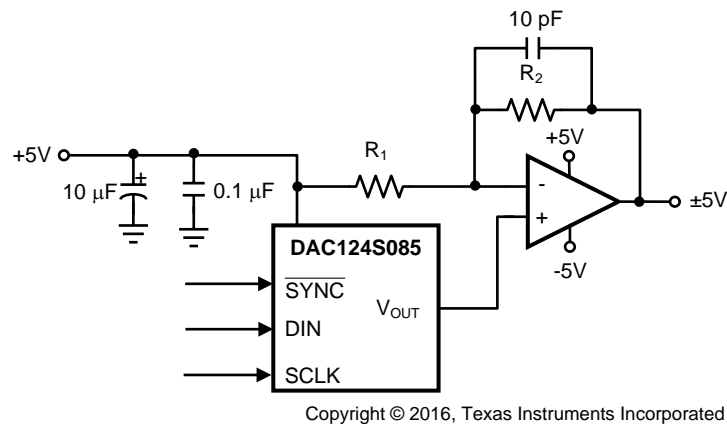 10 pF
R2
+5V
R1
+5V
10 μF
+
0.1 μF
-
+
±5V
-5V
DAC124S085
SYNC
VOUT
DIN
SCLK
Copyright © 2016, Texas Instruments Incorporated